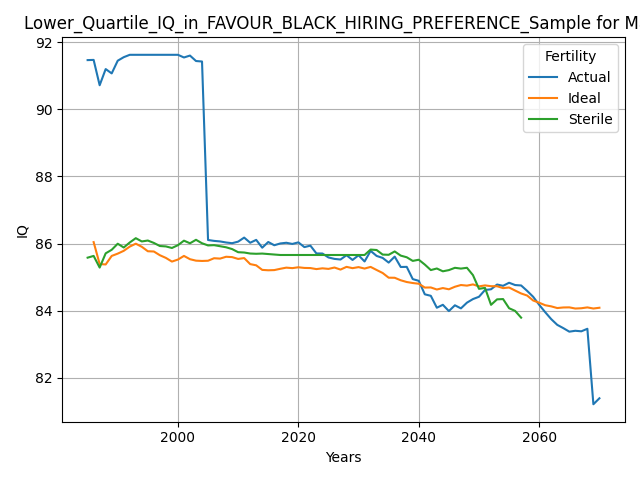 Lower_Quartile_IQ_in_FAVOUR_BLACK_HIRING_PREFERENCE_Sample for M
92
90
88
86
84
82
IQ
Fertility
Actual
Ideal
Sterile
2000 2020 2040 2060
Years